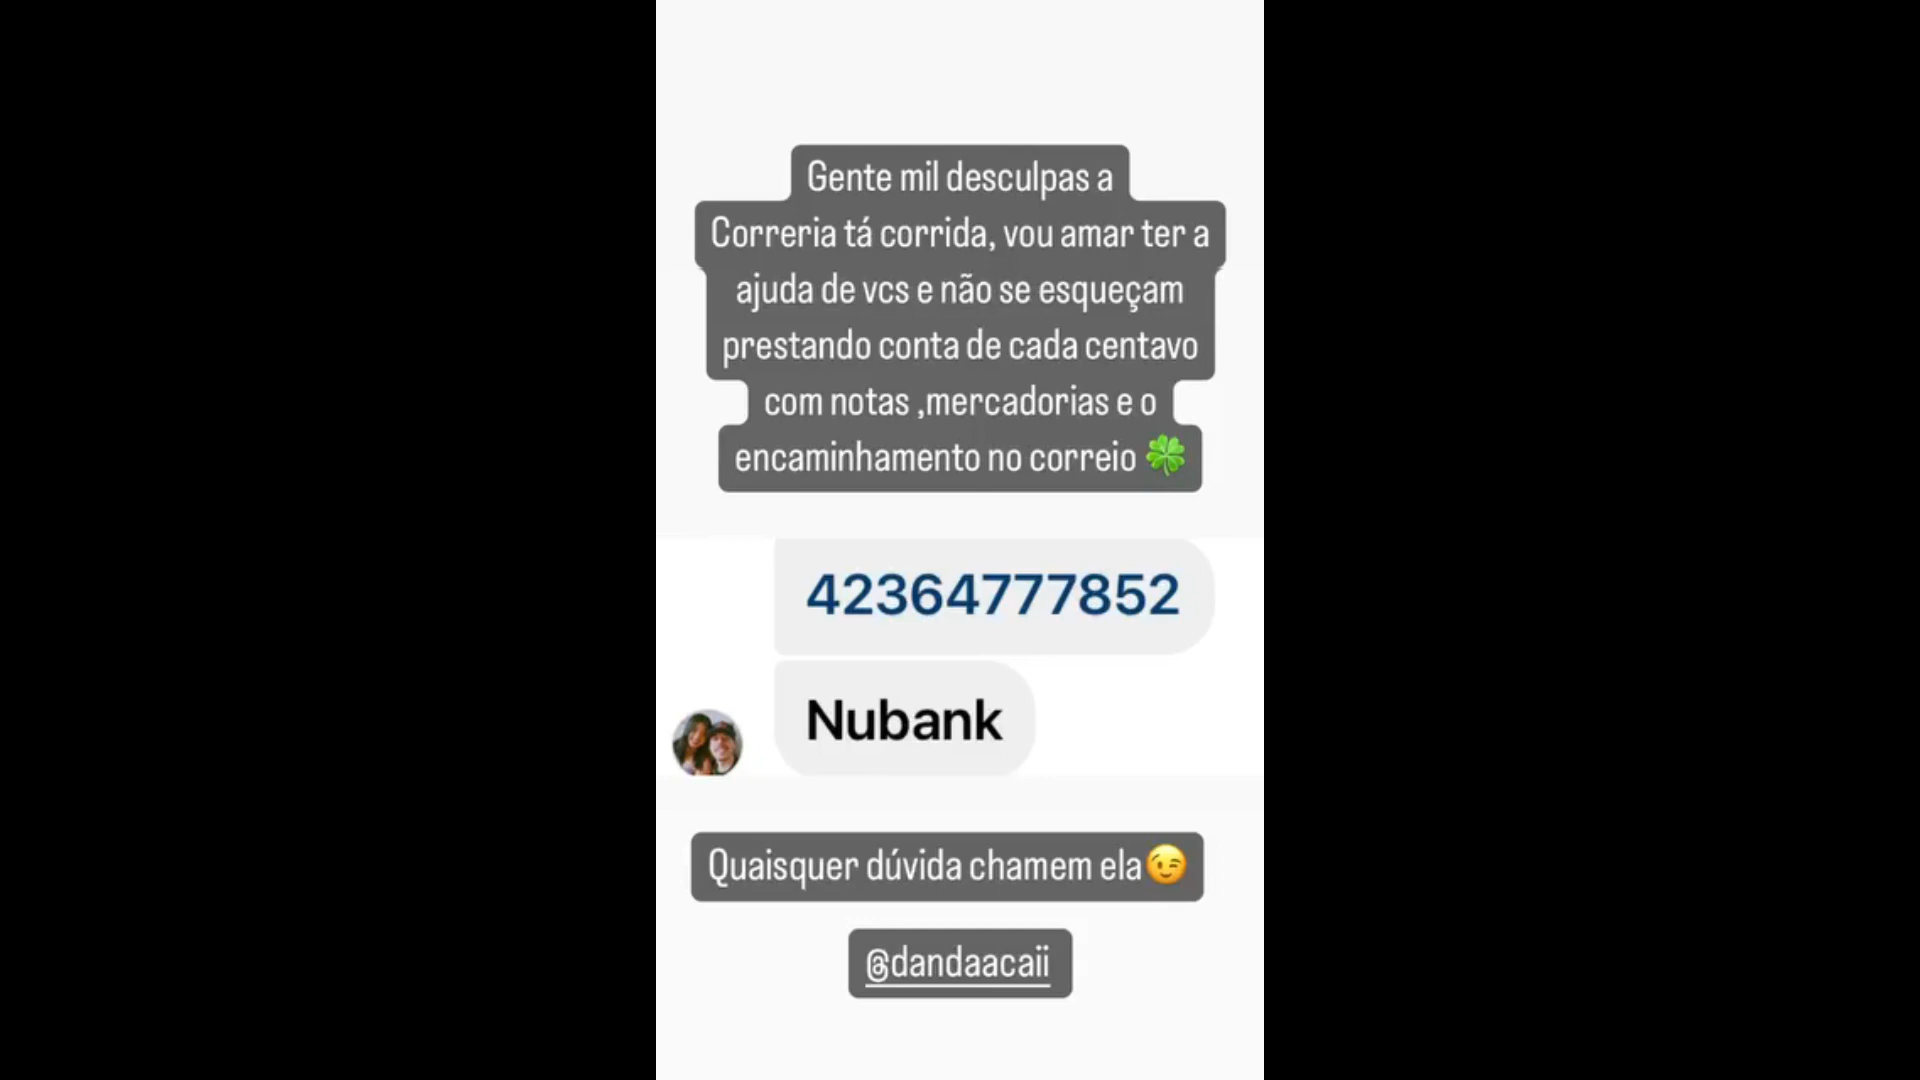 Gente mil desculpas a
Correria tá corrida, vou amar ter a
ajuda de vcs e não se esqueçam
prestando conta de cada centavo
com notas ,mercadorias e o
encaminhamento no correio 🍀
42364777852
Nubank
Quaisquer dúvida chamem ela😉
@dandaacaii